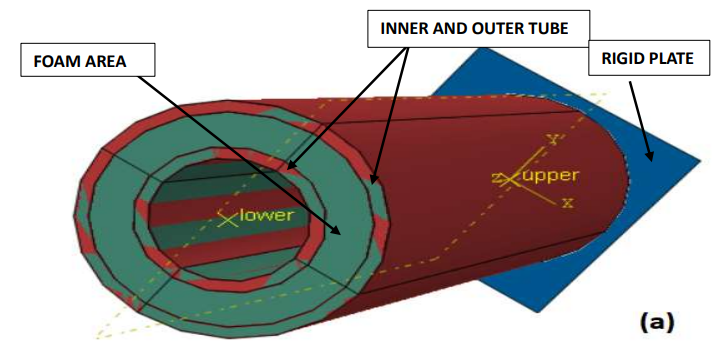 INNER AND OUTER TUBE
FOAM AREA
RIGID PLATE
Y
Z
upper
X
lower
(a)